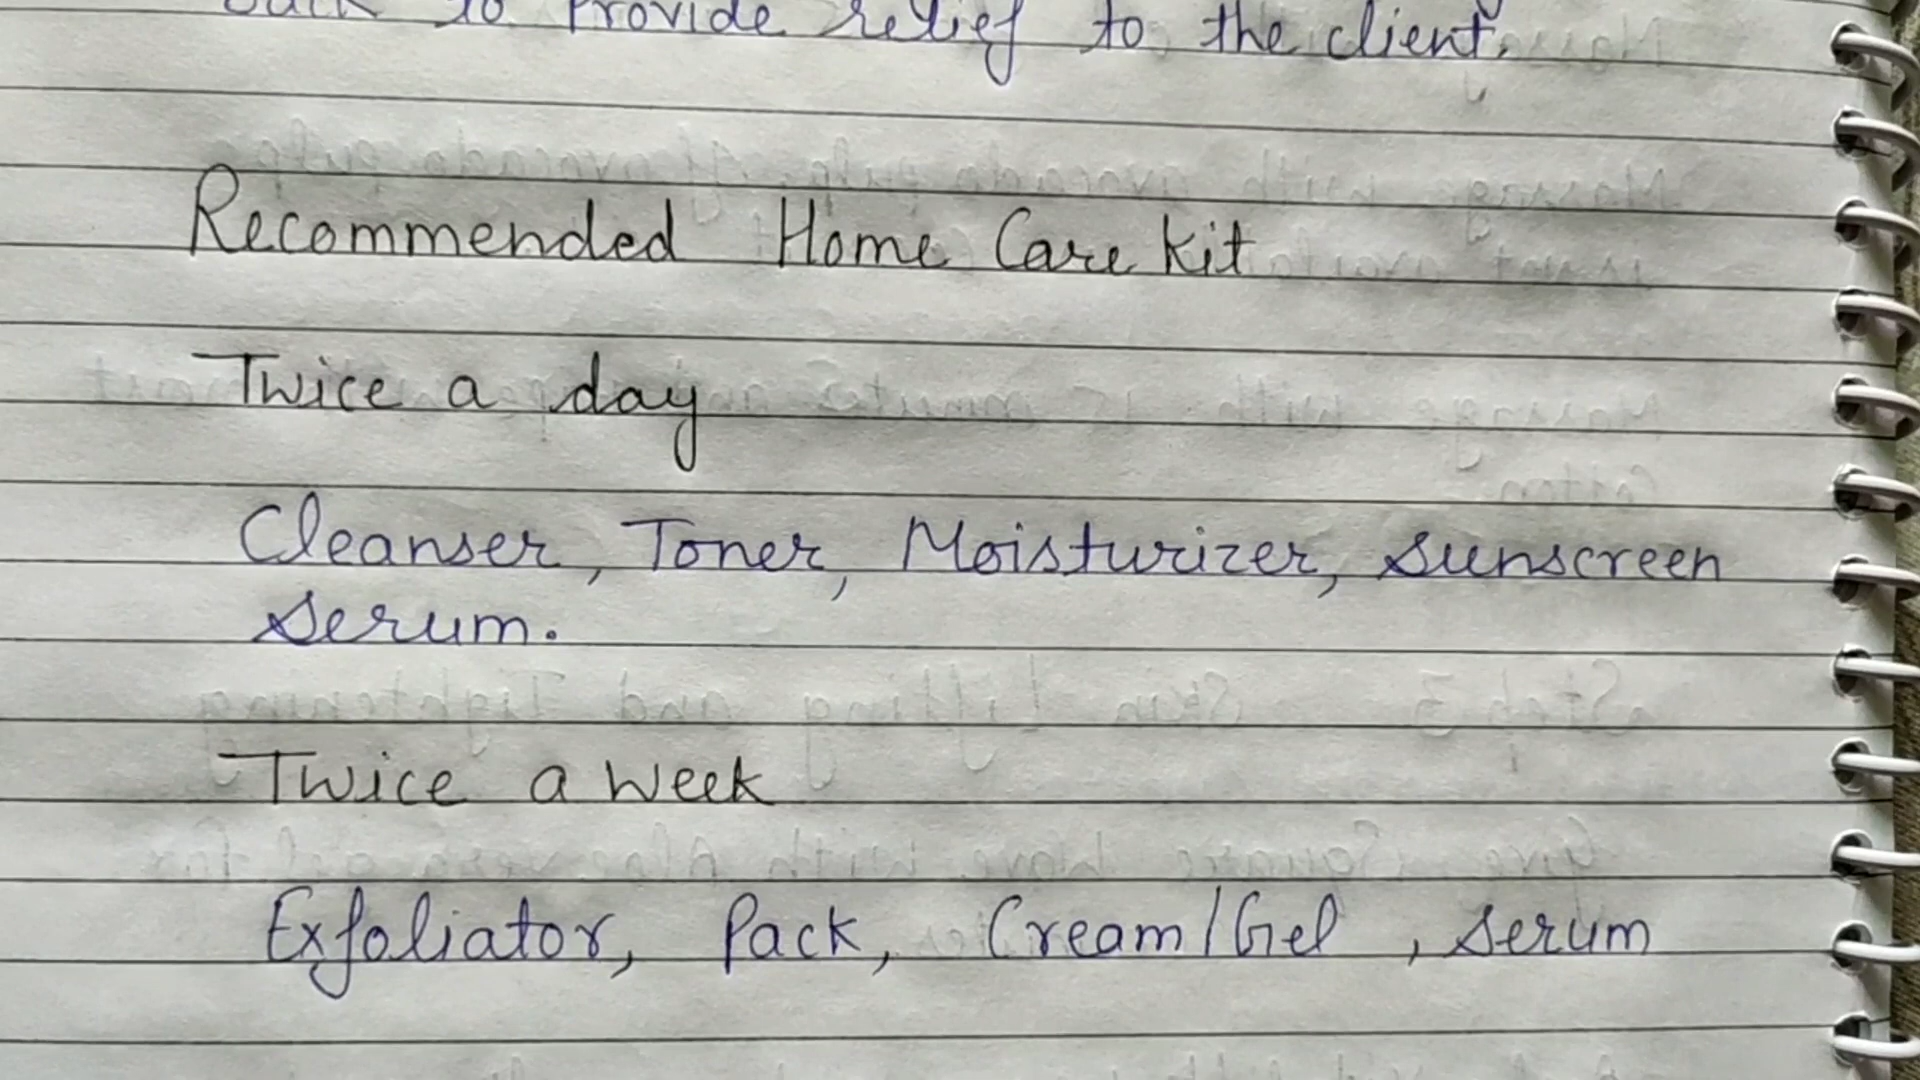 back to Provide relief to the client.
Recommended Home Care Kit
Twice a day
Cleanser, Toner, Moisturizer, Sunscreen
Serum.
Twice a Week
Exfoliator, Pack, Cream/Gel , Serum